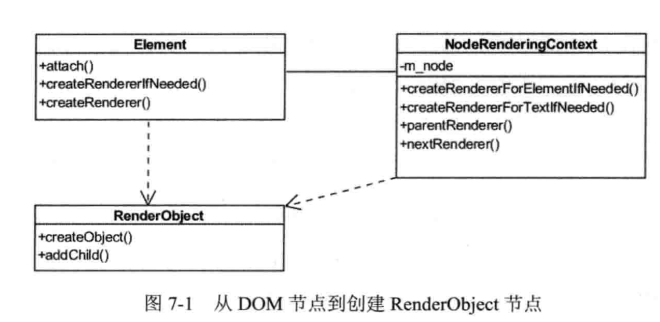 Element
+attach()
+createRendererIfNeeded()
+createRenderer()
NodeRenderingContext
-m_node
+createRendererForElementIfNeeded()
+createRendererForTextIfNeeded()
+parentRenderer()
+nextRenderer()
RenderObject
+createObject()
+addChild()
图 7-1 从 DOM 节点到创建 RenderObject 节点